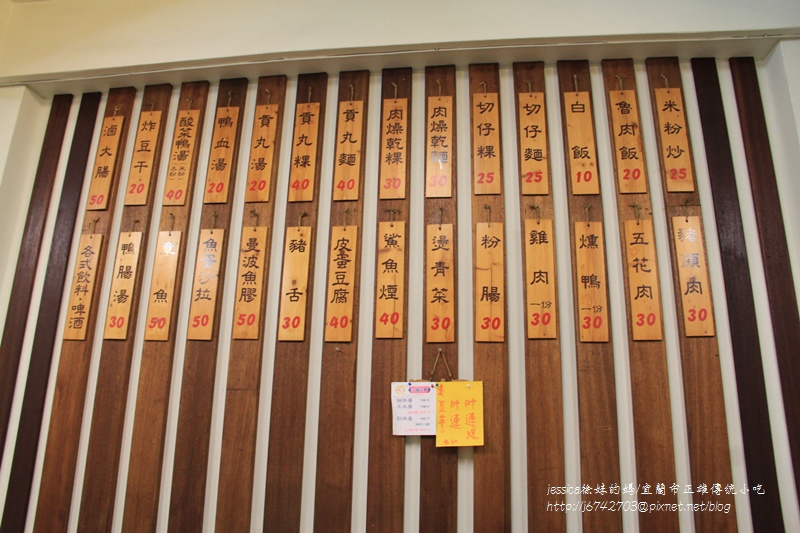 米粉炒 25
魯肉飯 20
白飯 10
切仔麵 25
切仔粿 25
肉燥乾麵 30
肉燥乾粿 30
貢丸麵 40
貢丸粿 40
貢丸湯 20
鴨血湯 20
酸菜鴨湯 40
炸豆干 20
滷大腸 50
豬頭肉 30
五花肉 30
燻鴨 一份 30
雞肉 一份 30
粉腸 30
燙青菜 30
鯊魚煙 40
皮蛋豆腐 40
豬舌 30
曼波魚膠 50
魚蛋沙拉 50
魚 50
鴨腸湯 30
各式飲料·啤酒
jessica徐妹的媽/宜蘭市正雄傳統小吃
http://j6742703@pixnet.net/blog